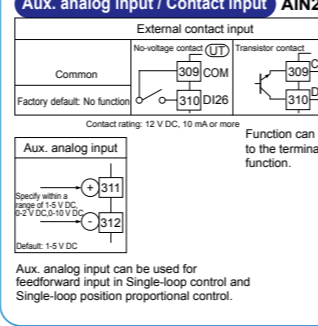 Aux. analog input / Contact input AIN2
External contact input
No-voltage contact UT Transistor contact
Common
309 COM
309
Factory default: No function
310 DI26
310
Contact rating: 12 V DC, 10 mA or more
Function can
to the termina
function.
Aux. analog input
Specify within a
range of 1-5 V DC,
0-2 V DC,0-10 V DC
+ 311
- 312
Default: 1-5 V DC
Aux. analog input can be used for
feedforward input in Single-loop control and
Single-loop position proportional control.